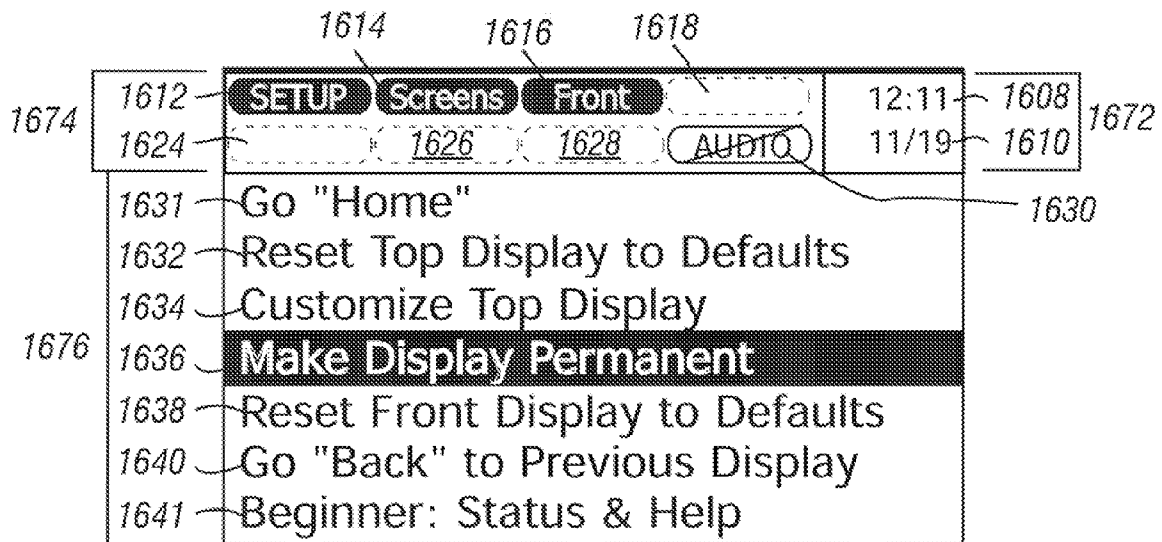 1614 1616 1618
1674 1612 SETUP Screens Front 12:11 1608 1672
1624 1626 1628 AUDIO 11/19 1610
1631 Go "Home" 1630
1632 Reset Top Display to Defaults
1634 Customize Top Display
1676 1636 Make Display Permanent
1638 Reset Front Display to Defaults
1640 Go "Back" to Previous Display
1641 Beginner: Status & Help